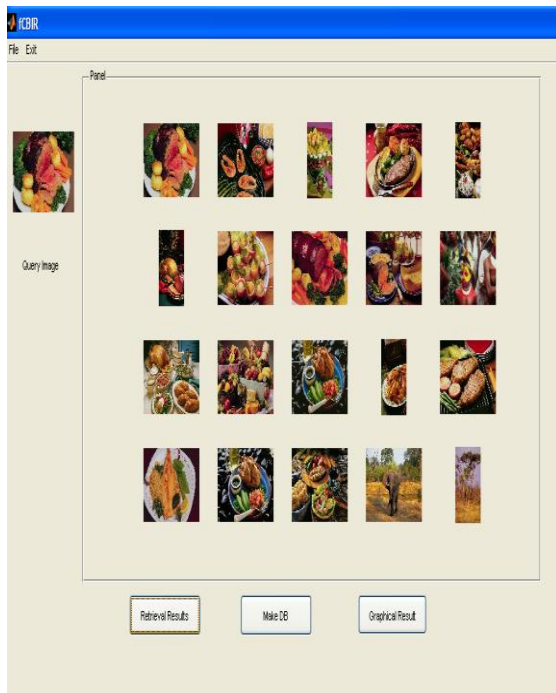 fCBIR
File Exit
Panel
Query Image
Retrieval Results Make DB Graphical Result